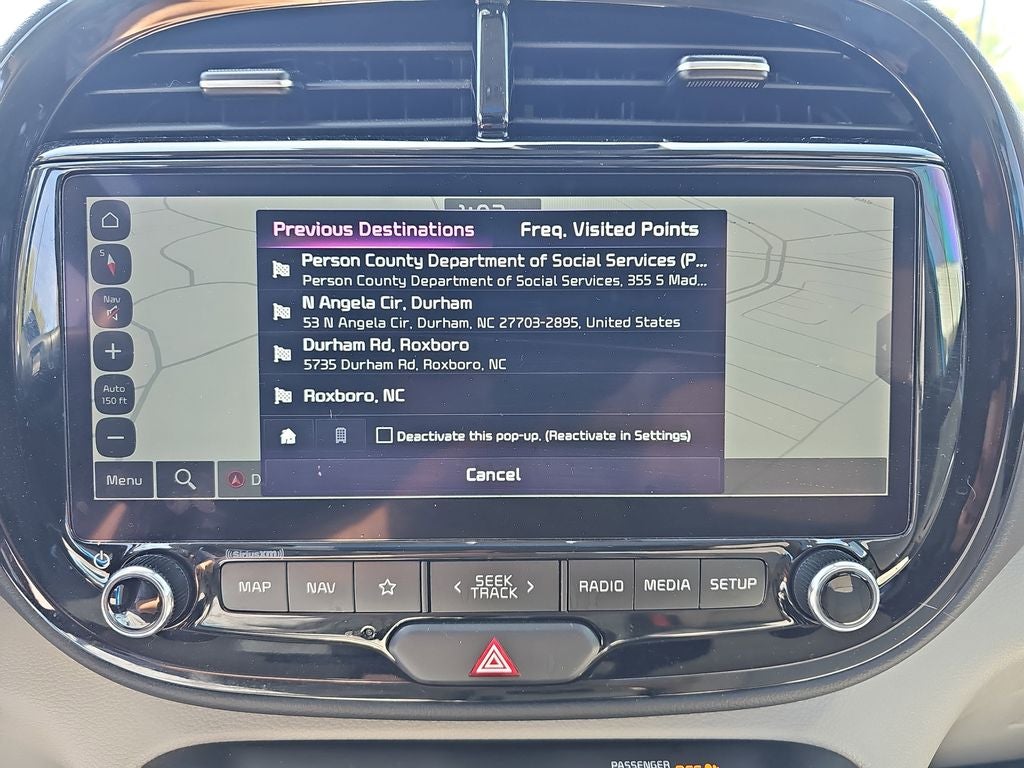 Previous Destinations
Freq. Visited Points
Person County Department of Social Services (P...
Person County Department of Social Services, 355 S Mad...
N Angela Cir, Durham
53 N Angela Cir, Durham, NC 27703-2895, United States
Durham Rd, Roxboro
5735 Durham Rd, Roxboro, NC
Roxboro, NC
Deactivate this pop-up. (Reactivate in Settings)
Cancel
S
Nav
+
Auto
150 ft
−
Menu
D
((SiriusXM))
MAP
NAV
< SEEK >
TRACK
RADIO
MEDIA
SETUP
PASSENGER